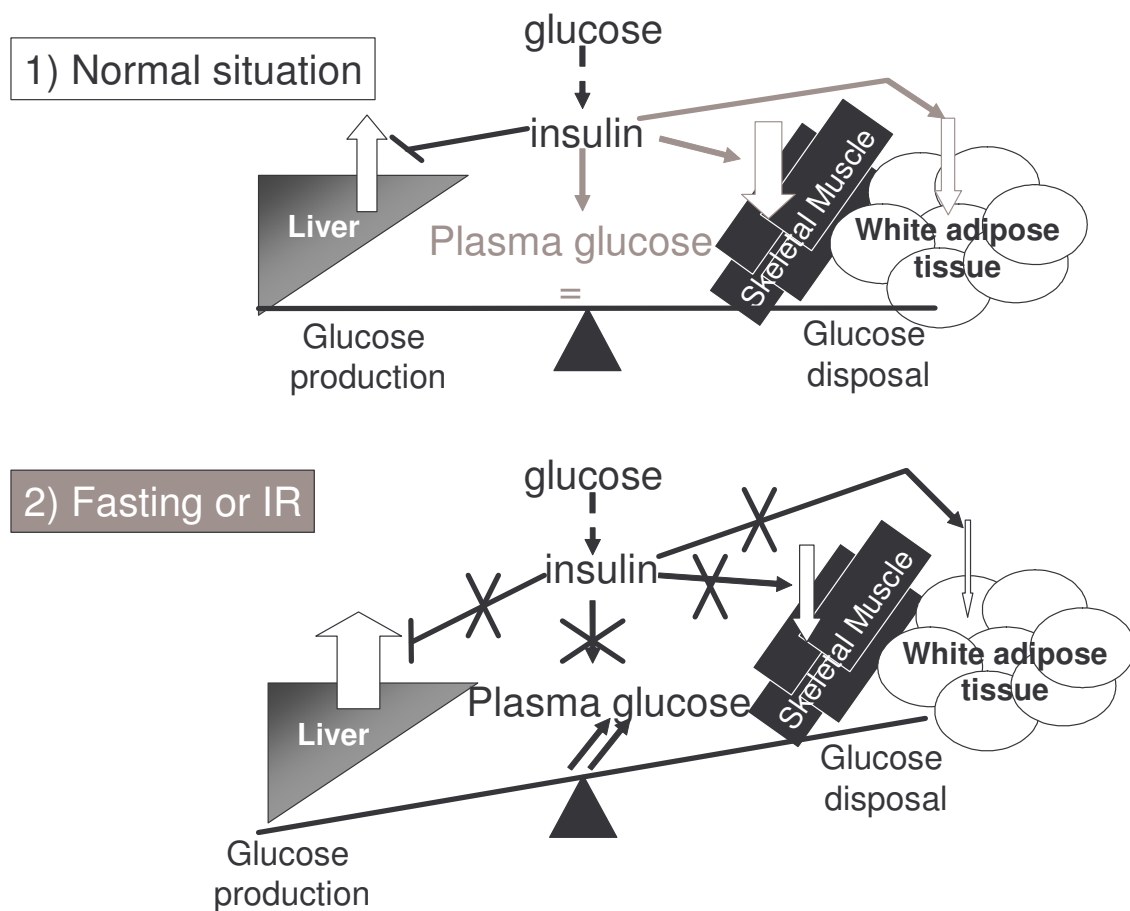 1) Normal situation
glucose
insulin
Liver
Plasma glucose
=
Skeletal Muscle
White adipose
tissue
Glucose
production
Glucose
disposal
2) Fasting or IR
glucose
insulin
Liver
Plasma glucose
Skeletal Muscle
White adipose
tissue
Glucose
disposal
Glucose
production